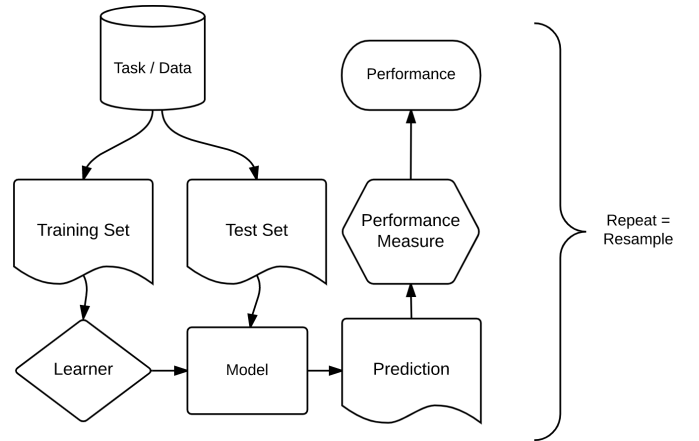 Task / Data
Performance
Training Set
Test Set
Performance
Measure
Repeat =
Resample
Learner
Model
Prediction